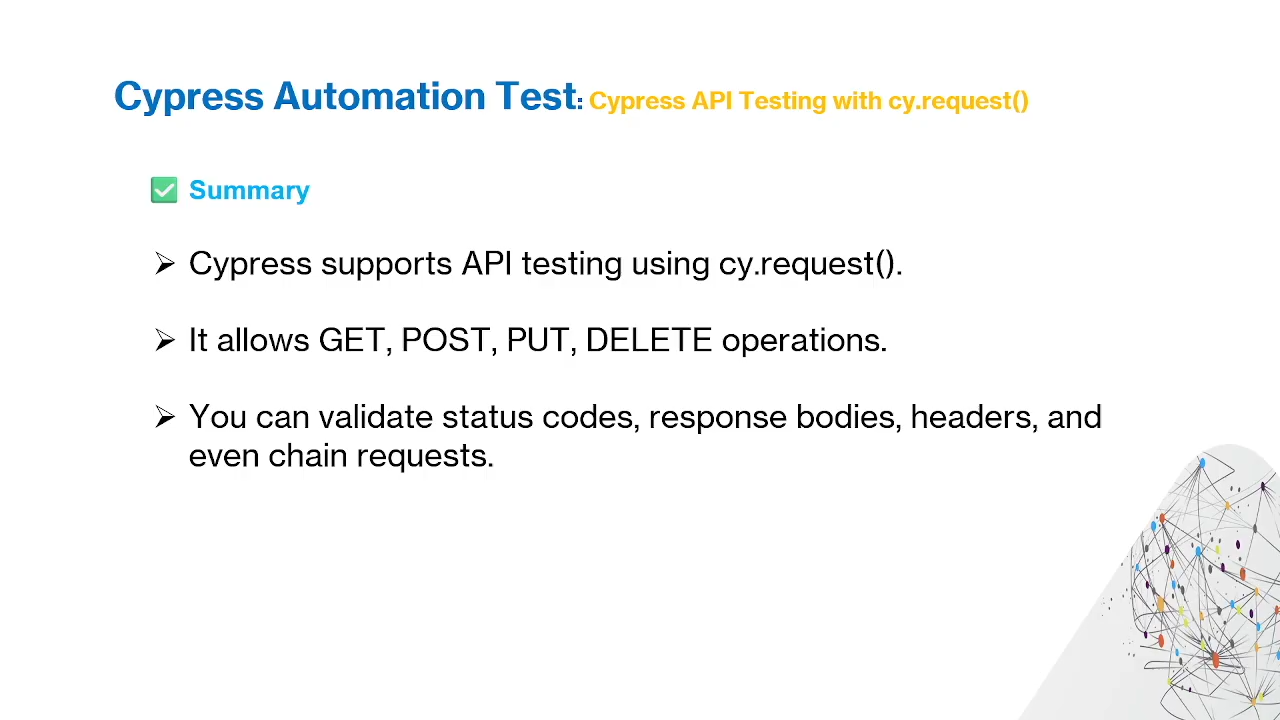 Cypress Automation Test: Cypress API Testing with cy.request()
✅ Summary
➢ Cypress supports API testing using cy.request().
➢ It allows GET, POST, PUT, DELETE operations.
➢ You can validate status codes, response bodies, headers, and
even chain requests.